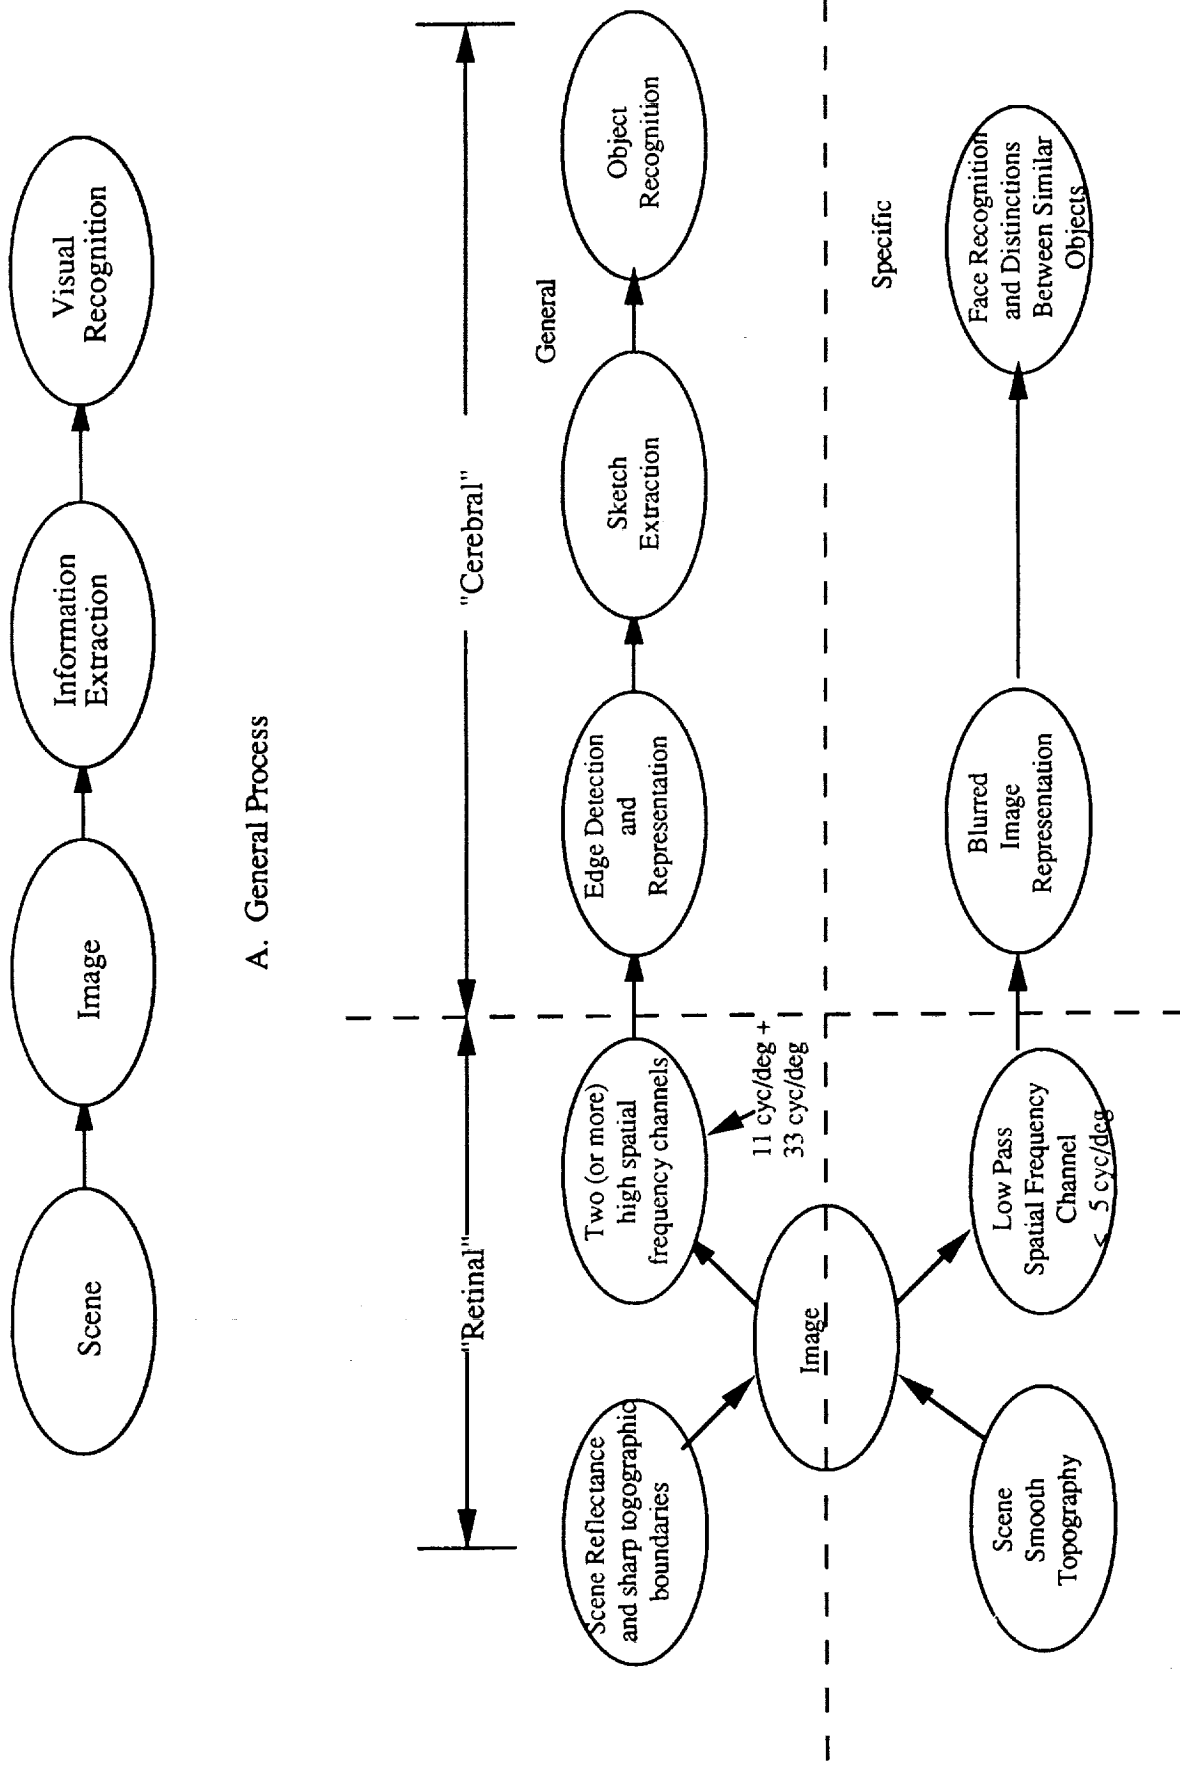 Scene
Image
Information
Extraction
Visual
Recognition
A. General Process
"Retinal"
"Cerebral"
General
Scene Reflectance
and sharp togographic
boundaries
Two (or more)
high spatial
frequency channels
11 cyc/deg +
33 cyc/deg
Edge Detection
and
Representation
Sketch
Extraction
Object
Recognition
Image
Specific
Scene
Smooth
Topography
Low Pass
Spatial Frequency
Channel
< 5 cyc/deg
Blurred
Image
Representation
Face Recognition
and Distinctions
Between Similar
Objects